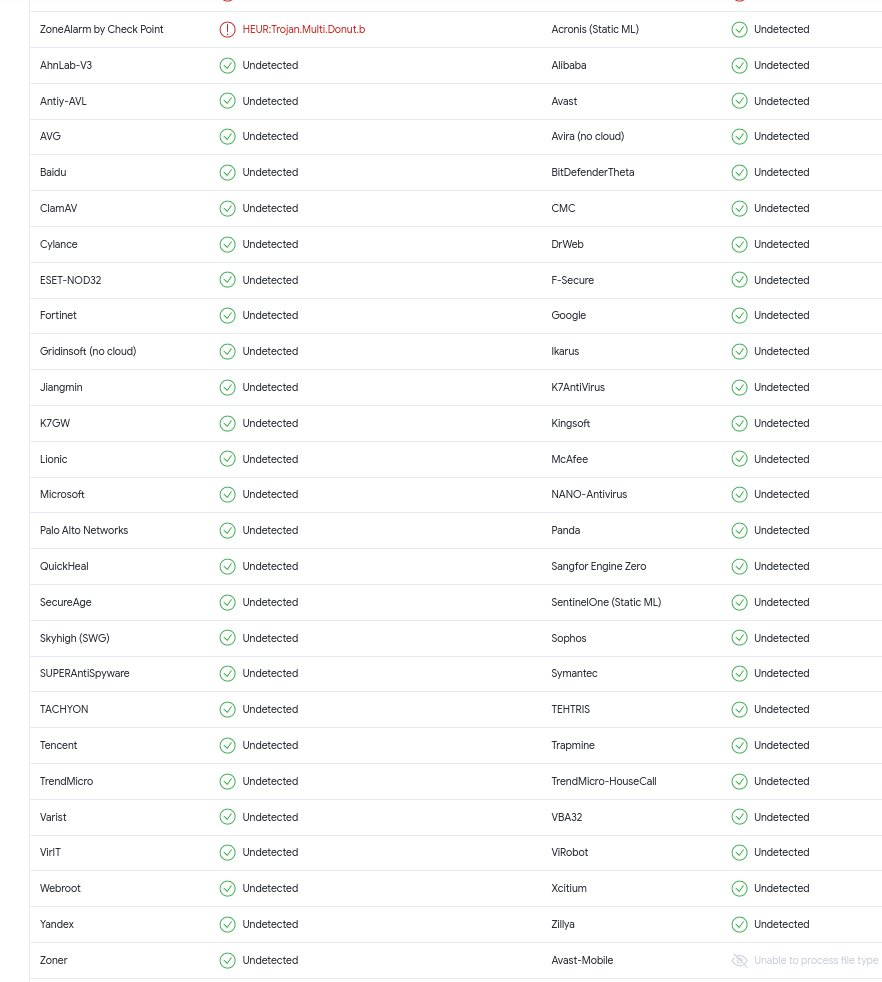 ZoneAlarm by Check Point HEUR:Trojan.Multi.Donut.b Acronis (Static ML) Undetected
AhnLab-V3 Undetected Alibaba Undetected
Antiy-AVL Undetected Avast Undetected
AVG Undetected Avira (no cloud) Undetected
Baidu Undetected BitDefenderTheta Undetected
ClamAV Undetected CMC Undetected
Cylance Undetected DrWeb Undetected
ESET-NOD32 Undetected F-Secure Undetected
Fortinet Undetected Google Undetected
Gridinsoft (no cloud) Undetected Ikarus Undetected
Jiangmin Undetected K7AntiVirus Undetected
K7GW Undetected Kingsoft Undetected
Lionic Undetected McAfee Undetected
Microsoft Undetected NANO-Antivirus Undetected
Palo Alto Networks Undetected Panda Undetected
QuickHeal Undetected Sangfor Engine Zero Undetected
SecureAge Undetected SentinelOne (Static ML) Undetected
Skyhigh (SWG) Undetected Sophos Undetected
SUPERAntiSpyware Undetected Symantec Undetected
TACHYON Undetected TEHTRIS Undetected
Tencent Undetected Trapmine Undetected
TrendMicro Undetected TrendMicro-HouseCall Undetected
Varist Undetected VBA32 Undetected
VirIT Undetected ViRobot Undetected
Webroot Undetected Xcitium Undetected
Yandex Undetected Zillya Undetected
Zoner Undetected Avast-Mobile Unable to process file type